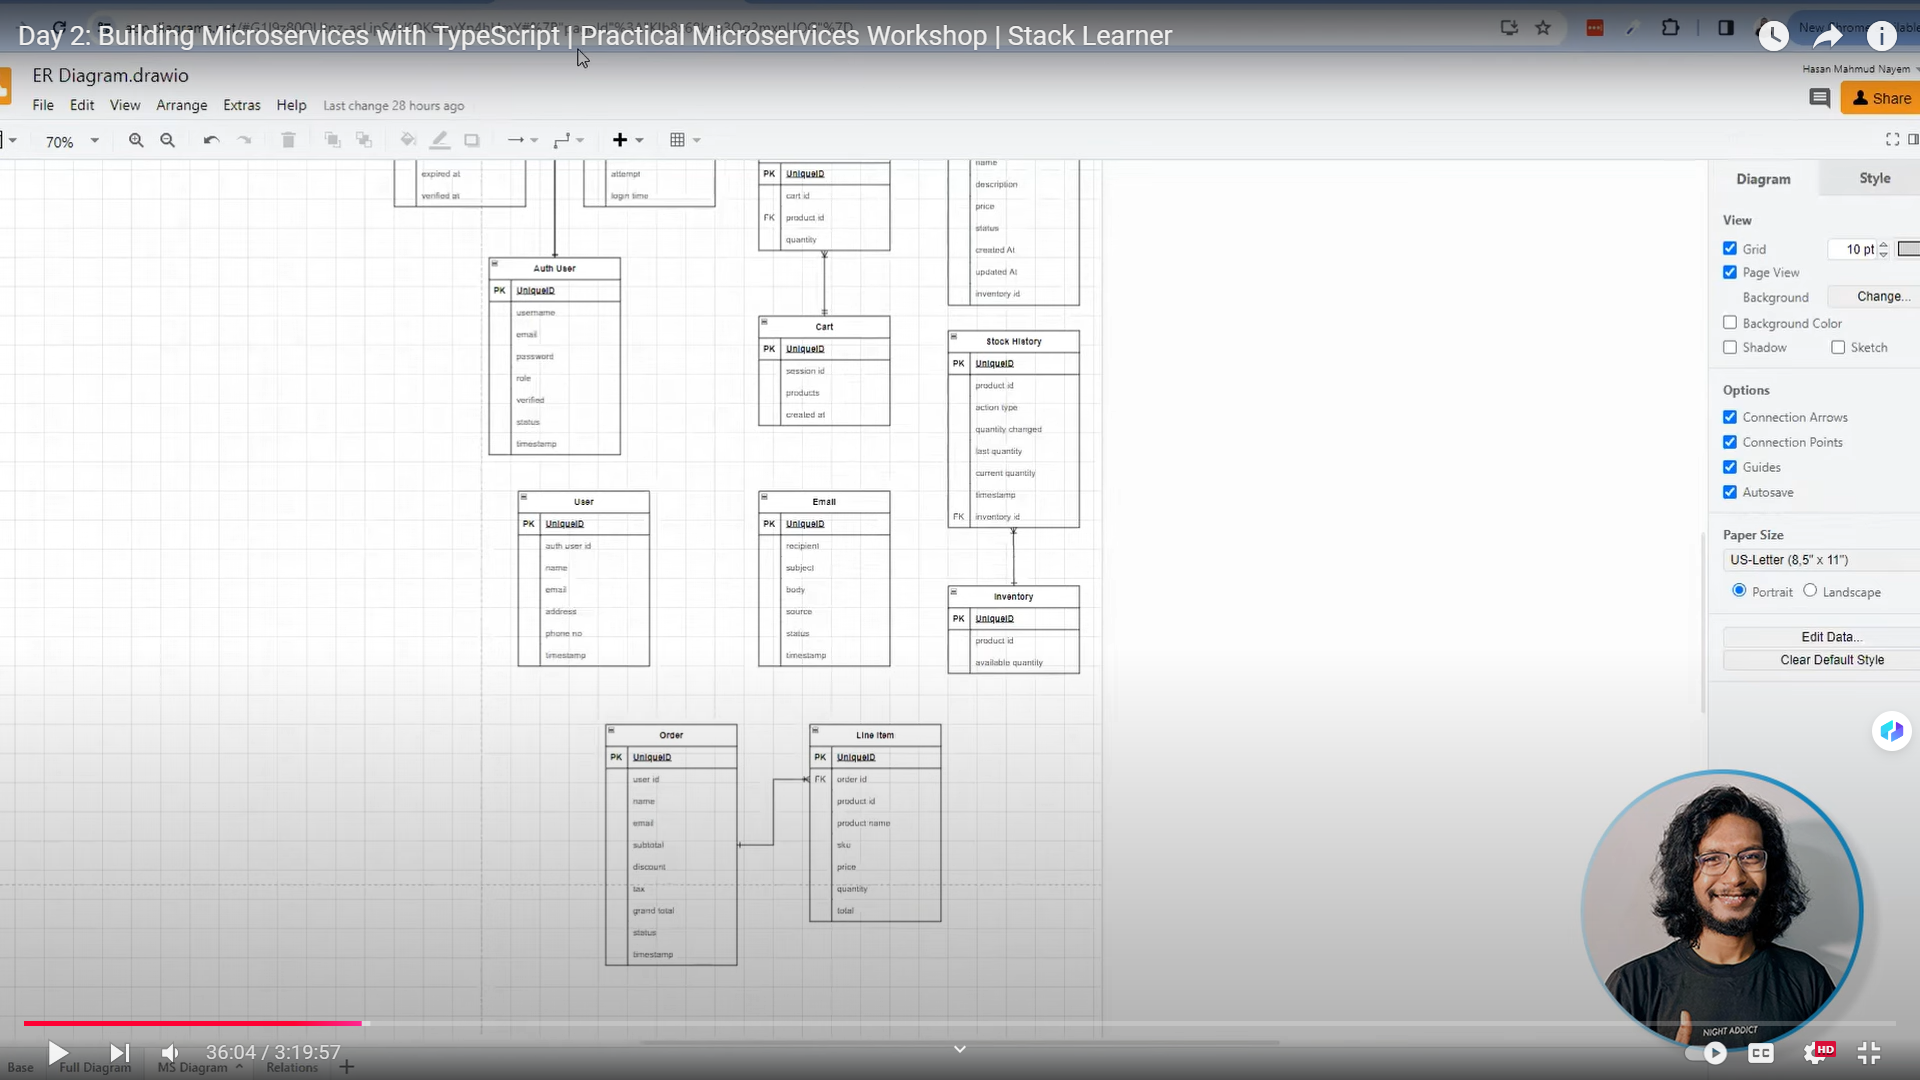 Day 2: Building Microservices with TypeScript | Practical Microservices Workshop | Stack Learner
ER Diagram.drawio
Hasan Mahmud Nayem
File Edit View Arrange Extras Help Last change 28 hours ago
Share
70%
expired at
verified at
attempt
login time
PK UniqueID
cart id
FK product id
quantity
name
description
price
status
created At
updated At
inventory id
Auth User
PK UniqueID
username
email
password
role
verified
status
timestamp
Cart
PK UniqueID
session id
products
created at
Stock History
PK UniqueID
product id
action type
quantity changed
last quantity
current quantity
timestamp
FK inventory id
User
PK UniqueID
auth user id
name
email
address
phone no
timestamp
Email
PK UniqueID
recipient
subject
body
source
status
timestamp
Inventory
PK UniqueID
product id
available quantity
Order
PK UniqueID
user id
name
email
subtotal
discount
tax
grand total
status
timestamp
Line Item
PK UniqueID
FK order id
product id
product name
sku
price
quantity
total
Diagram Style
View
Grid 10 pt
Page View
Background Change...
Background Color
Shadow Sketch
Options
Connection Arrows
Connection Points
Guides
Autosave
Paper Size
US-Letter (8,5" x 11")
Portrait Landscape
Edit Data...
Clear Default Style
NIGHT ADDICT
36:04 / 3:19:57
CC HD
Base Full Diagram MS Diagram Relations